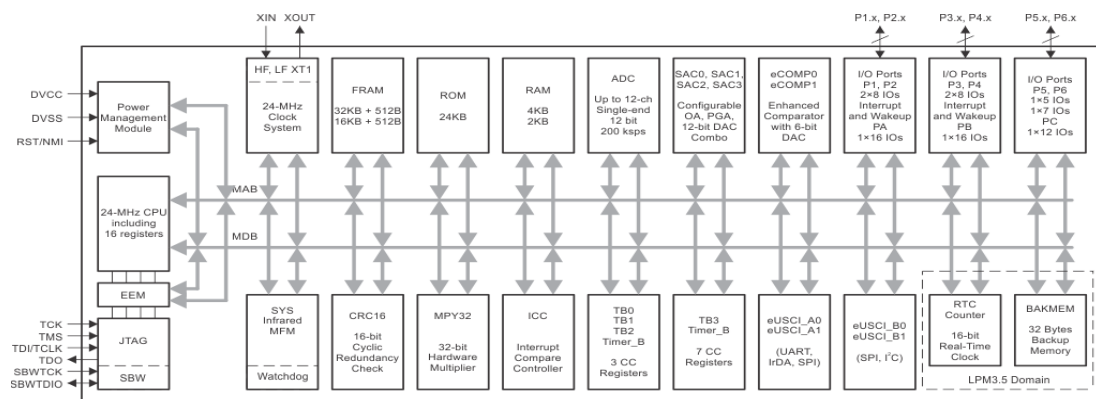 XIN
XOUT
P1.x, P2.x
P3.x, P4.x
P5.x, P6.x
DVCC
DVSS
RST/NMI
Power
Management
Module
HF, LF XT1
24-MHz
Clock
System
FRAM
32KB + 512B
16KB + 512B
ROM
24KB
RAM
4KB
2KB
ADC
Up to 12-ch
Single-end
12 bit
200 ksps
SAC0, SAC1,
SAC2, SAC3
Configurable
OA, PGA,
12-bit DAC
Combo
eCOMP0
eCOMP1
Enhanced
Comparator
with 6-bit
DAC
I/O Ports
P1, P2
2×8 IOs
Interrupt
and Wakeup
PA
1×16 IOs
I/O Ports
P3, P4
2×8 IOs
Interrupt
and Wakeup
PB
1×16 IOs
I/O Ports
P5, P6
1×5 IOs
1×7 IOs
PC
1×12 IOs
MAB
MDB
24-MHz CPU
including
16 registers
EEM
TCK
TMS
TDI/TCLK
TDO
SBWTCK
SBWTDIO
JTAG
SBW
SYS
Infrared
MFM
Watchdog
CRC16
16-bit
Cyclic
Redundancy
Check
MPY32
32-bit
Hardware
Multiplier
ICC
Interrupt
Compare
Controller
TB0
TB1
TB2
Timer_B
3 CC
Registers
TB3
Timer_B
7 CC
Registers
eUSCI_A0
eUSCI_A1
(UART,
IrDA, SPI)
eUSCI_B0
eUSCI_B1
(SPI, I²C)
RTC
Counter
16-bit
Real-Time
Clock
BAKMEM
32 Bytes
Backup
Memory
LPM3.5 Domain